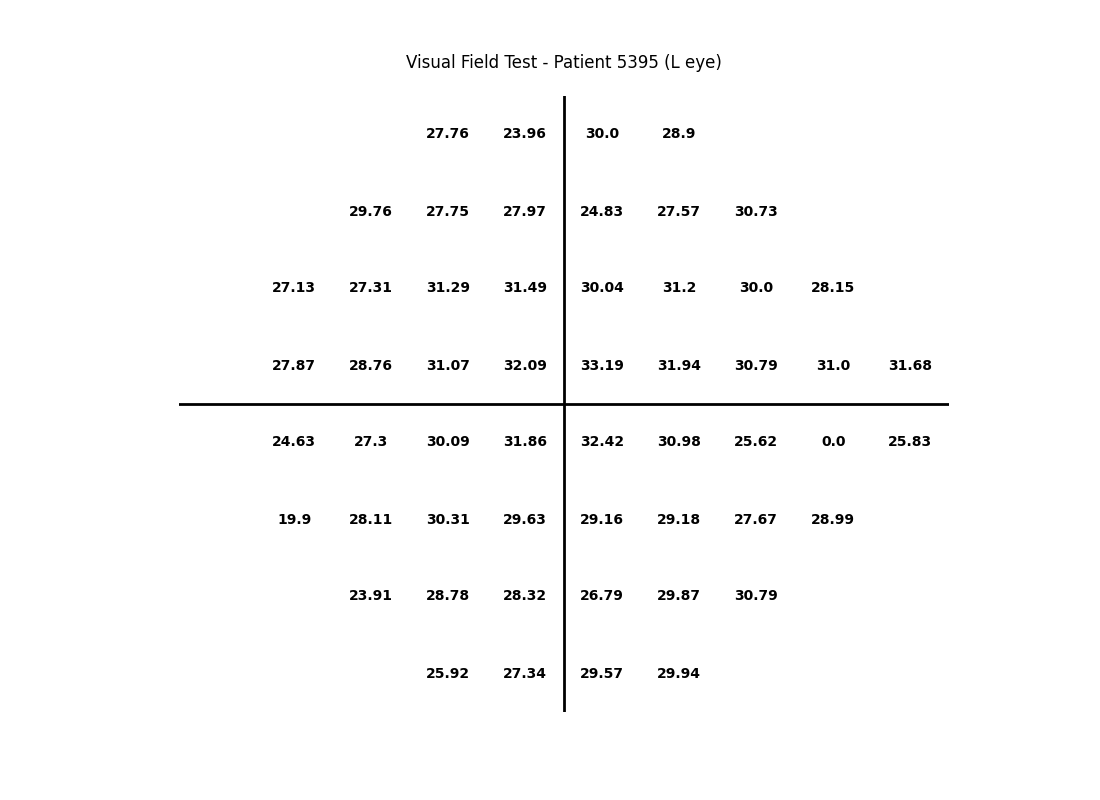 Visual Field Test - Patient 5395 (L eye)
27.76 23.96 30.0 28.9
29.76 27.75 27.97 24.83 27.57 30.73
27.13 27.31 31.29 31.49 30.04 31.2 30.0 28.15
27.87 28.76 31.07 32.09 33.19 31.94 30.79 31.0 31.68
24.63 27.3 30.09 31.86 32.42 30.98 25.62 0.0 25.83
19.9 28.11 30.31 29.63 29.16 29.18 27.67 28.99
23.91 28.78 28.32 26.79 29.87 30.79
25.92 27.34 29.57 29.94